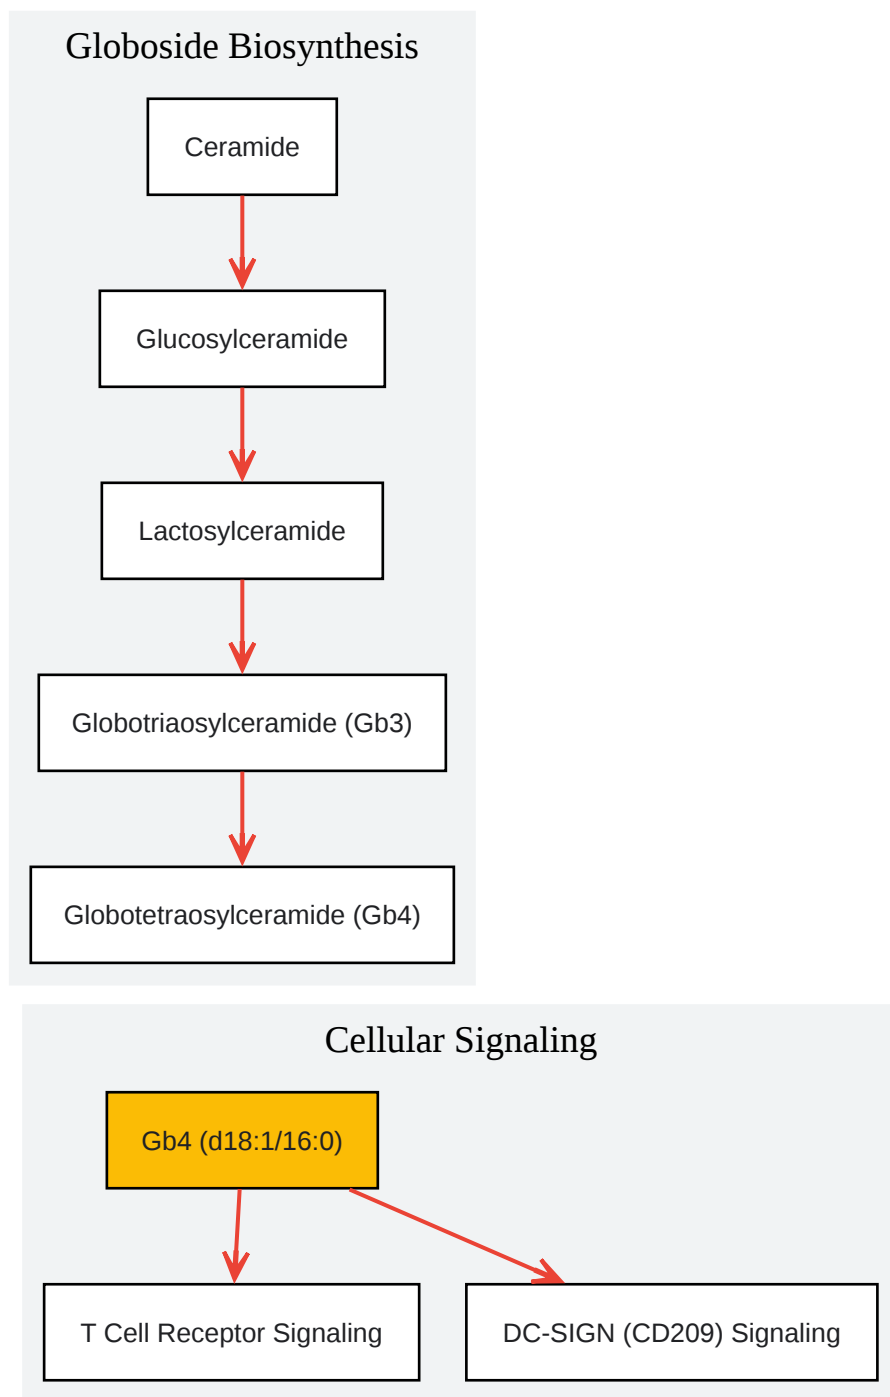 Globoside Biosynthesis
Ceramide
Glucosylceramide
Lactosylceramide
Globotriaosylceramide (Gb3)
Globotetraosylceramide (Gb4)
Cellular Signaling
Gb4 (d18:1/16:0)
T Cell Receptor Signaling
DC-SIGN (CD209) Signaling